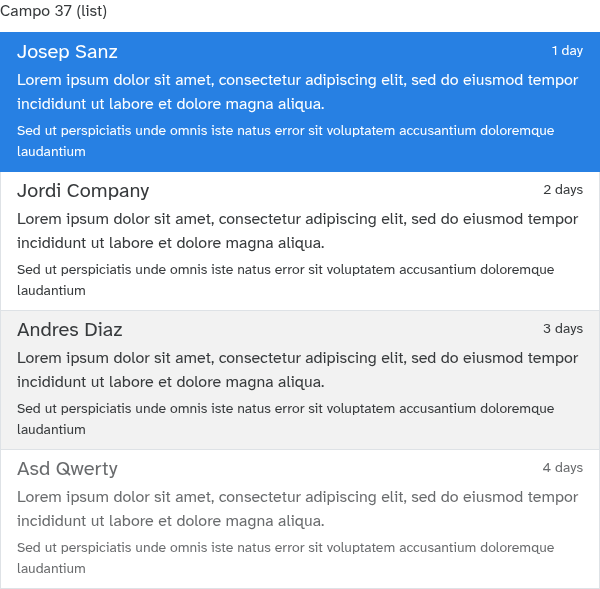 Campo 37 (list)
Josep Sanz 1 day
Lorem ipsum dolor sit amet, consectetur adipiscing elit, sed do eiusmod tempor
incididunt ut labore et dolore magna aliqua.
Sed ut perspiciatis unde omnis iste natus error sit voluptatem accusantium doloremque
laudantium
Jordi Company 2 days
Lorem ipsum dolor sit amet, consectetur adipiscing elit, sed do eiusmod tempor
incididunt ut labore et dolore magna aliqua.
Sed ut perspiciatis unde omnis iste natus error sit voluptatem accusantium doloremque
laudantium
Andres Diaz 3 days
Lorem ipsum dolor sit amet, consectetur adipiscing elit, sed do eiusmod tempor
incididunt ut labore et dolore magna aliqua.
Sed ut perspiciatis unde omnis iste natus error sit voluptatem accusantium doloremque
laudantium
Asd Qwerty 4 days
Lorem ipsum dolor sit amet, consectetur adipiscing elit, sed do eiusmod tempor
incididunt ut labore et dolore magna aliqua.
Sed ut perspiciatis unde omnis iste natus error sit voluptatem accusantium doloremque
laudantium